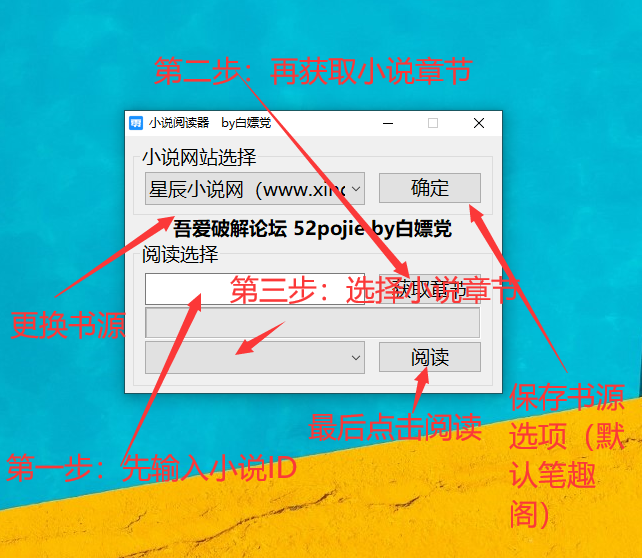 第二步：再获取小说章节
小说阅读器 by白嫖党
小说网站选择
星辰小说网（www.xin
确定
吾爱破解论坛 52pojie by白嫖党
阅读选择
第三步：选择小说章节
获取章节
更换书源
阅读
最后点击阅读
保存书源
选项（默
认笔趣
阁）
第一步：先输入小说ID